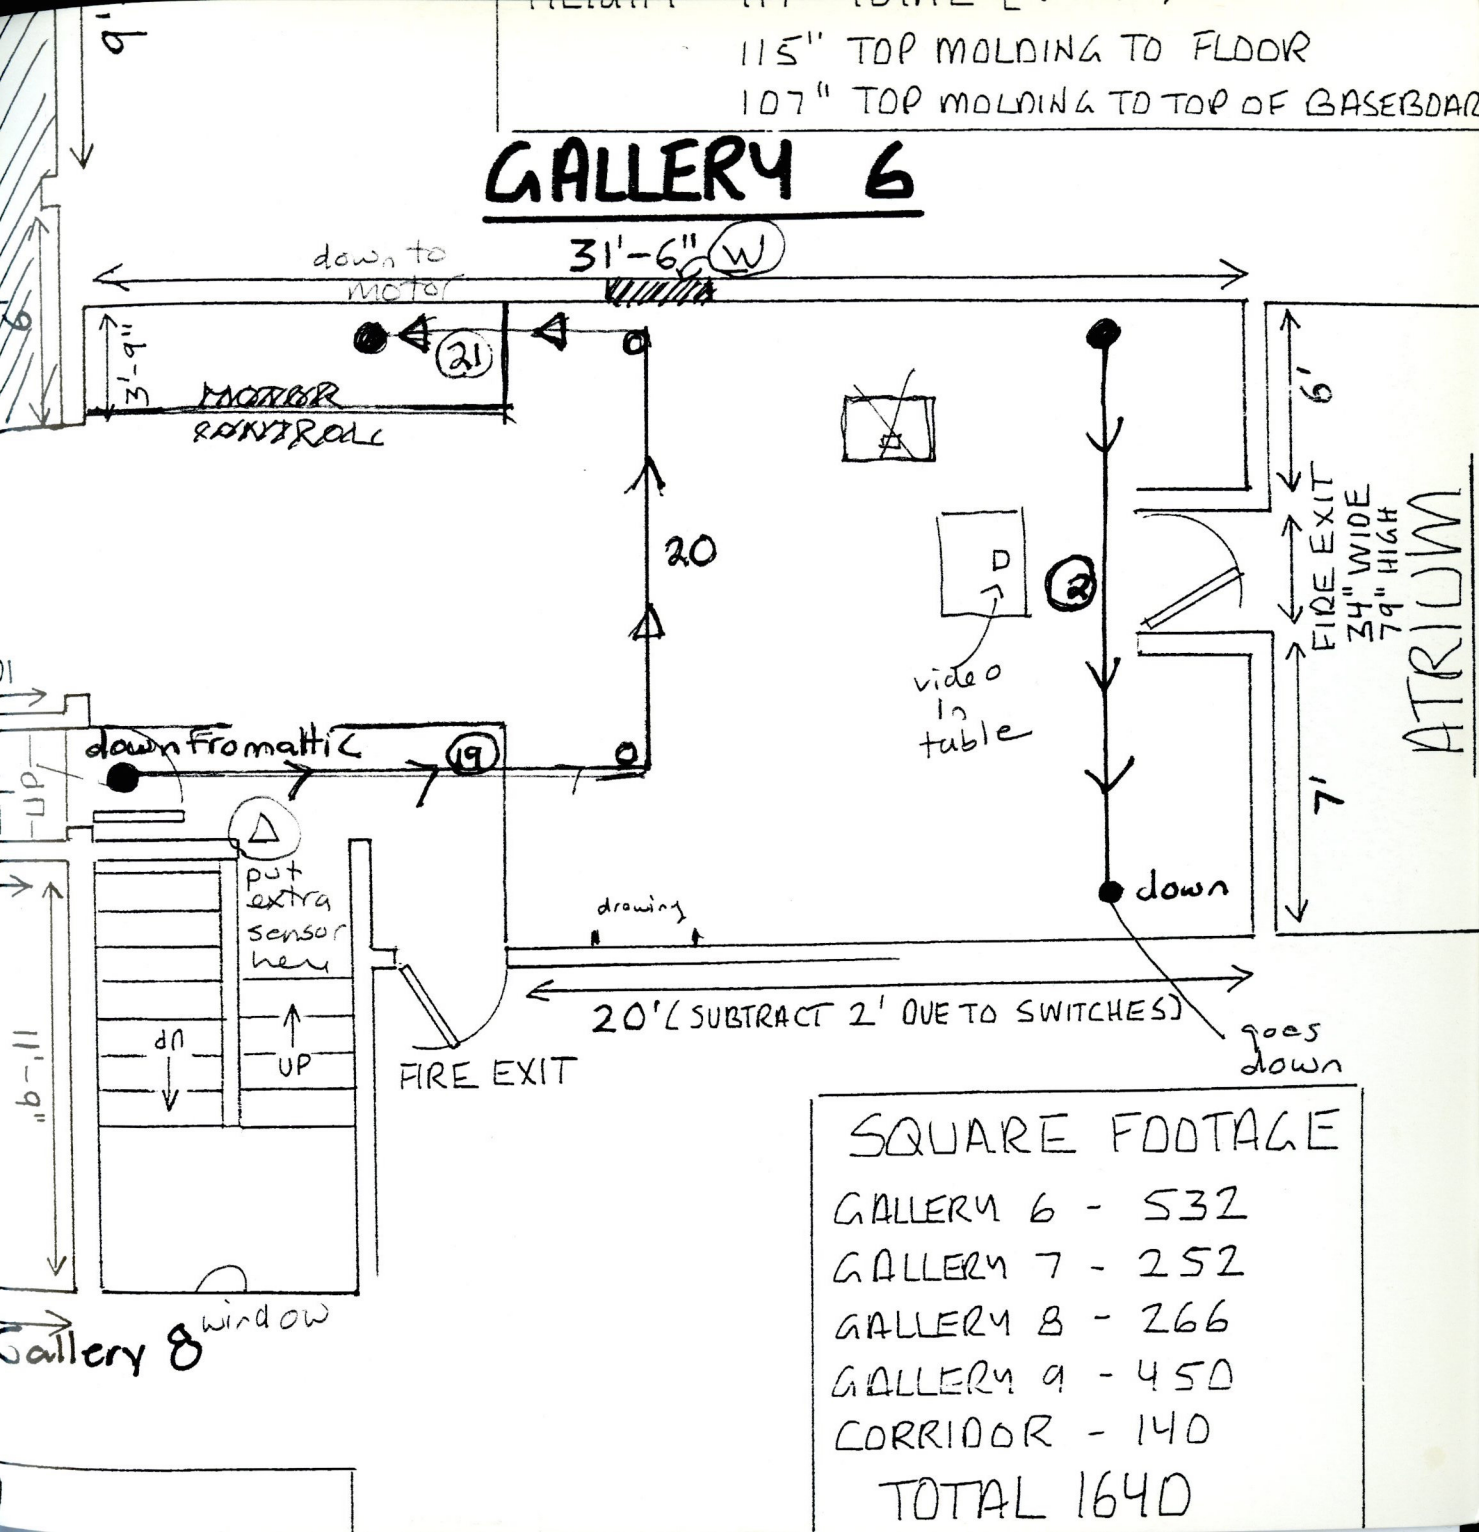 115" TOP MOLDING TO FLOOR
107" TOP MOLDING TO TOP OF BASEBOAR
GALLERY 6
9'
down to
motor
31'-6"
W
3'-9"
21
MOTOR
CONTROL
20
2
D
video
in
table
6'
FIRE EXIT
34" WIDE
79" HIGH
ATRIUM
7'
down from attic
19
UP
put
extra
sensor
here
drawing
down
20' (SUBTRACT 2' DUE TO SWITCHES)
goes
down
UP
UP
FIRE EXIT
11'-9"
window
Gallery 8
SQUARE FOOTAGE
GALLERY 6 - 532
GALLERY 7 - 252
GALLERY 8 - 266
GALLERY 9 - 450
CORRIDOR - 140
TOTAL 1640